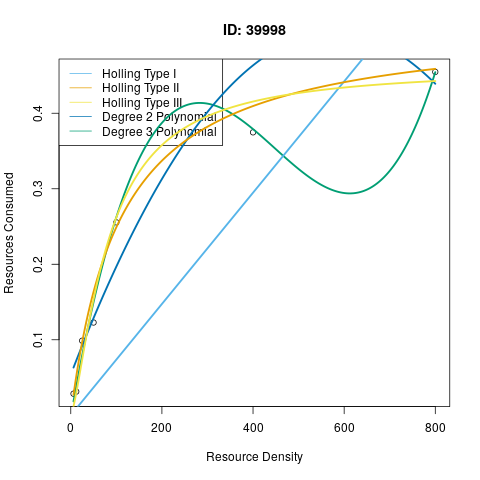 ID: 39998
Holling Type I
Holling Type II
Holling Type III
Degree 2 Polynomial
Degree 3 Polynomial
Resources Consumed
0.4
0.3
0.2
0.1
0 200 400 600 800
Resource Density